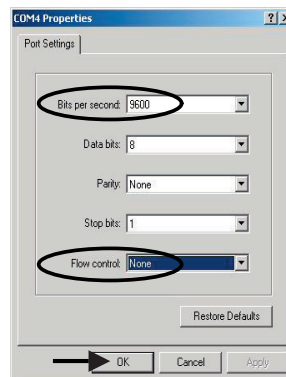 COM4 Properties
Port Settings
Bits per second: 9600
Data bits: 8
Parity: None
Stop bits: 1
Flow control: None
Restore Defaults
OK Cancel Apply